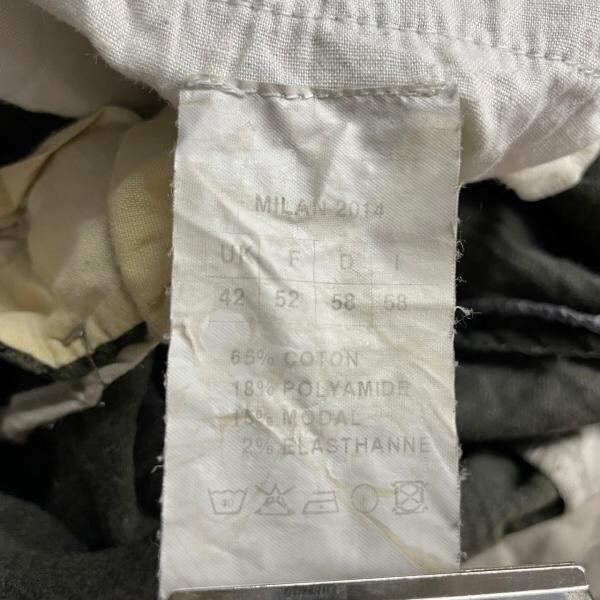 MILAN 2014
UK F D I
42 52 58 58
65% COTON
18% POLYAMIDE
15% MODAL
2% ELASTHANNE